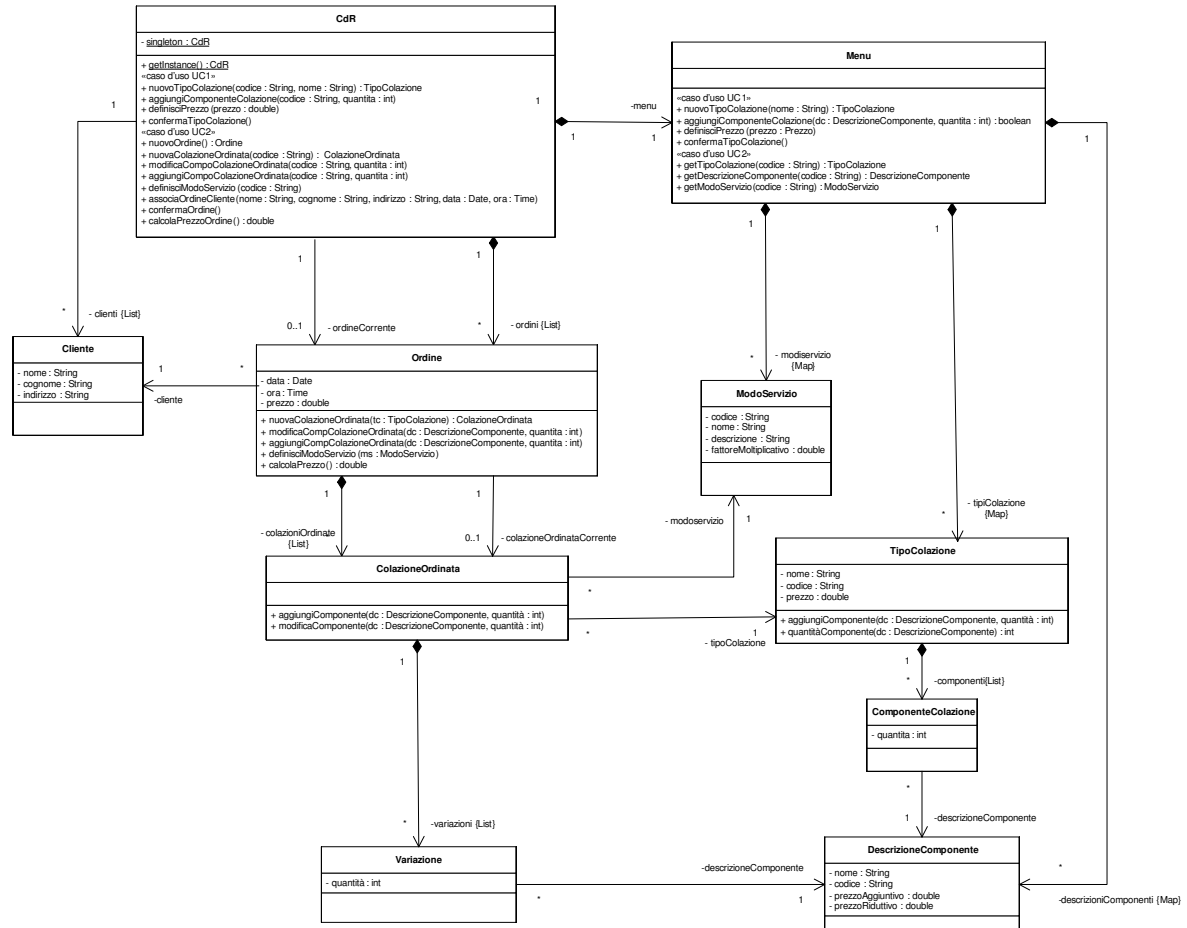 CdR
- singleton : CdR
+ getInstance() : CdR
«caso d'uso UC1»
+ nuovoTipoColazione(codice : String, nome : String) : TipoColazione
+ aggiungiComponenteColazione(codice : String, quantita : int)
+ definisciPrezzo (prezzo : double)
+ confermaTipoColazione()
«caso d'uso UC2»
+ nuovoOrdine() : Ordine
+ nuovaColazioneOrdinata(codice : String) : ColazioneOrdinata
+ modificaCompoColazioneOrdinata(codice : String, quantita : int)
+ aggiungiCompoColazioneOrdinata(codice : String, quantita : int)
+ definisciModoServizio (codice : String)
+ associaOrdineCliente(nome : String, cognome : String, indirizzo : String, data : Date, ora : Time)
+ confermaOrdine()
+ calcolaPrezzoOrdine() : double
1
1
1
-menu
1
Menu
«caso d'uso UC1»
+ nuovoTipoColazione(nome : String) : TipoColazione
+ aggiungiComponenteColazione(dc : DescrizioneComponente, quantita : int) : boolean
+ definisciPrezzo (prezzo : Prezzo)
+ confermaTipoColazione()
«caso d'uso UC2»
+ getTipoColazione(codice : String) : TipoColazione
+ getDescrizioneComponente(codice : String) : DescrizioneComponente
+ getModoServizio(codice : String) : ModoServizio
1
1
1
1
1
* - clienti {List}
0..1 - ordineCorrente
* - ordini {List}
Cliente
- nome : String
- cognome : String
- indirizzo : String
1
*
-cliente
Ordine
- data : Date
- ora : Time
- prezzo : double
+ nuovaColazioneOrdinata(tc : TipoColazione) : ColazioneOrdinata
+ modificaCompColazioneOrdinata(dc : DescrizioneComponente, quantita : int)
+ aggiungiCompColazioneOrdinata(dc : DescrizioneComponente, quantita : int)
+ definisciModoServizio (ms : ModoServizio)
+ calcolaPrezzo() : double
* - modiservizio
{Map}
ModoServizio
- codice : String
- nome : String
- descrizione : String
- fattoreMoltiplicativo : double
1
1
- colazioniOrdinate
*
{List}
0..1 - colazioneOrdinataCorrente
- modoservizio 1
* - tipiColazione
{Map}
ColazioneOrdinata
+ aggiungiComponente(dc : DescrizioneComponente, quantità : int)
+ modificaComponente(dc : DescrizioneComponente, quantità : int)
*
*
1
- tipoColazione
TipoColazione
- nome : String
- codice : String
- prezzo : double
+ aggiungiComponente(dc : DescrizioneComponente, quantità : int)
+ quantitàComponente(dc : DescrizioneComponente) : int
1
1
* -componenti{List}
ComponenteColazione
- quantita : int
*
1 -descrizioneComponente
* -variazioni {List}
Variazione
- quantità : int
-descrizioneComponente
*
1
DescrizioneComponente
- nome : String
- codice : String
- prezzoAggiuntivo : double
- prezzoRiduttivo : double
*
-descrizioniComponenti {Map}